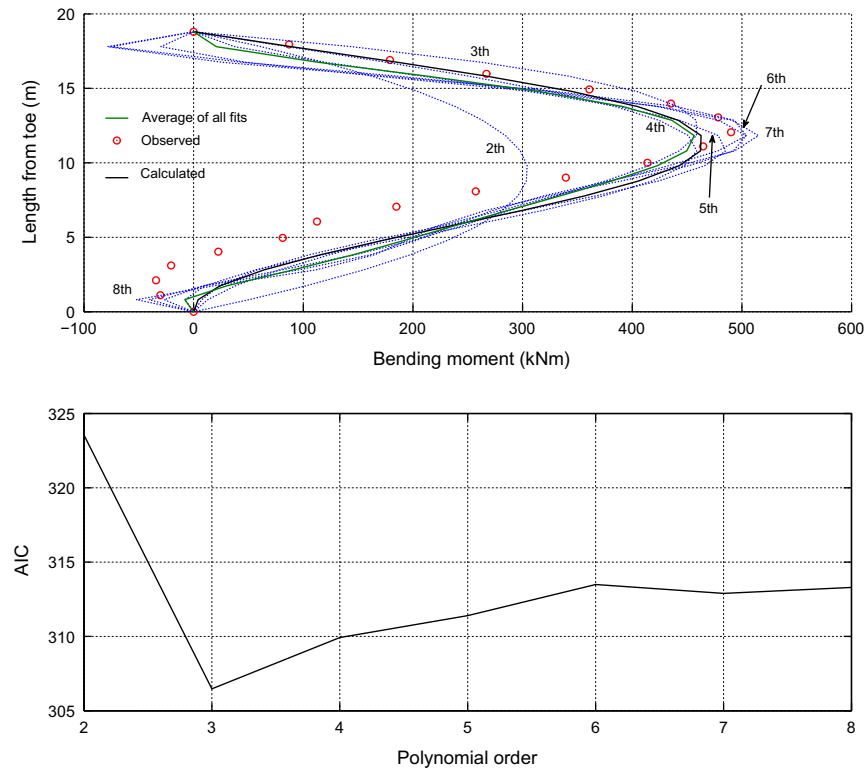 20
15
10
5
0
Length from toe (m)
Average of all fits
Observed
Calculated
3th
6th
4th
2th
7th
5th
8th
−100
0
100
200
300
400
500
600
Bending moment (kNm)
325
320
315
310
305
AIC
2
3
4
5
6
7
8
Polynomial order